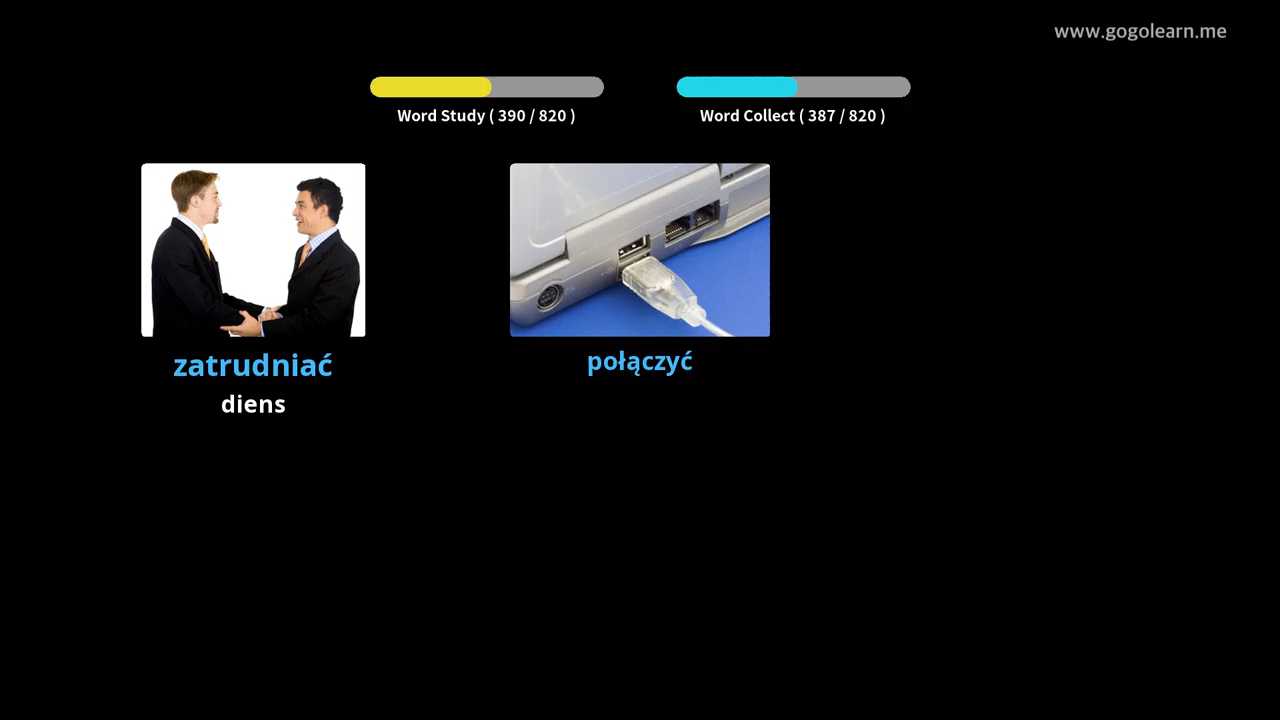 www.gogolearn.me
Word Study ( 390 / 820 )
Word Collect ( 387 / 820 )
zatrudniać
diens
połączyć